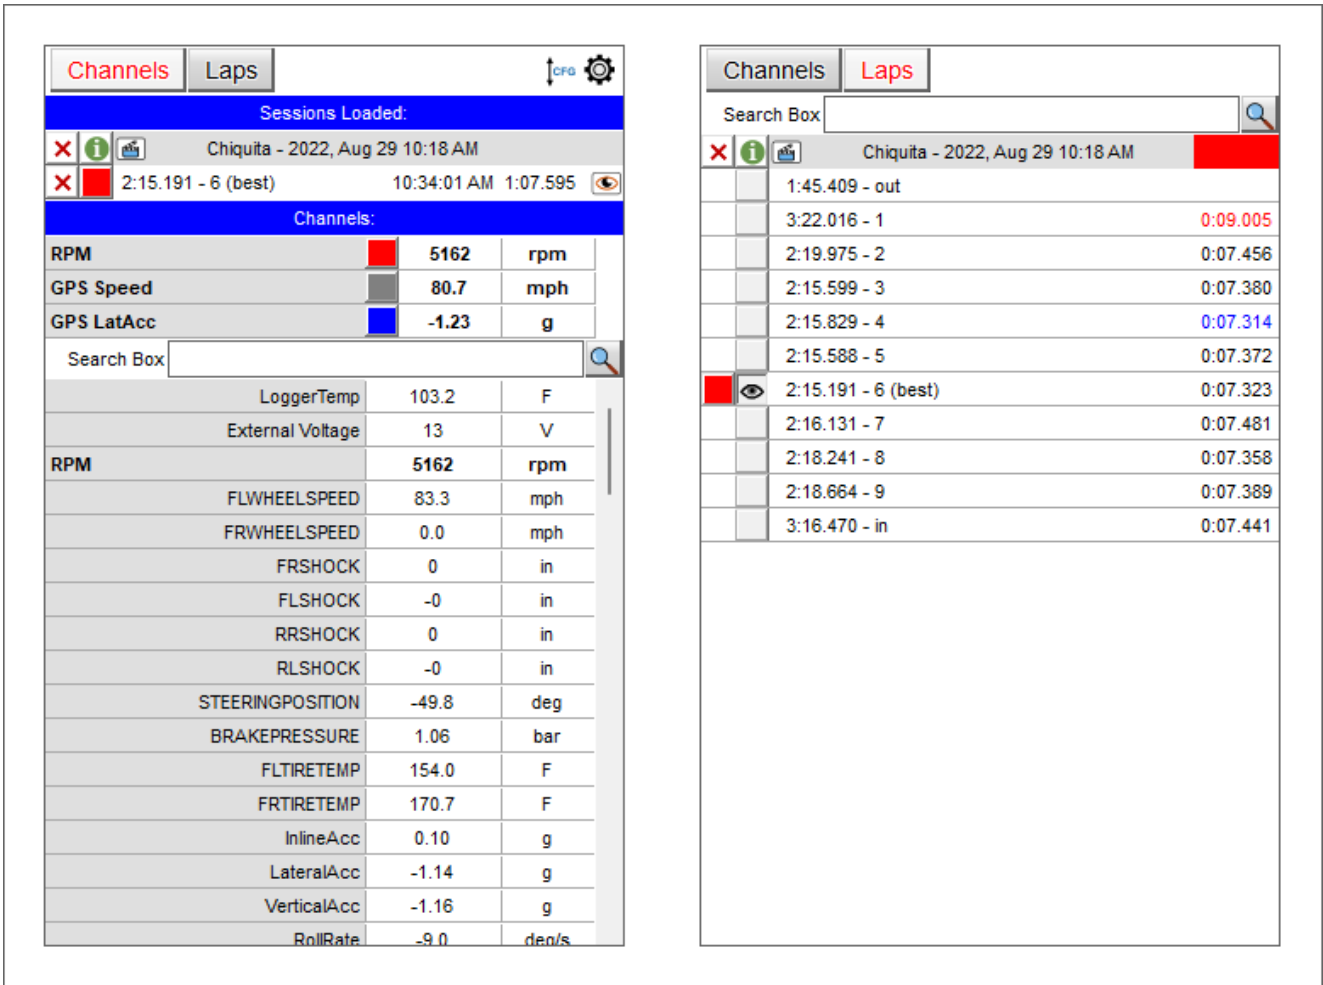 Channels Laps CFG
Sessions Loaded:
Chiquita - 2022, Aug 29 10:18 AM
2:15.191 - 6 (best) 10:34:01 AM 1:07.595
Channels:
RPM 5162 rpm
GPS Speed 80.7 mph
GPS LatAcc -1.23 g
Search Box
LoggerTemp 103.2 F
External Voltage 13 V
RPM 5162 rpm
FLWHEELSPEED 83.3 mph
FRWHEELSPEED 0.0 mph
FRSHOCK 0 in
FLSHOCK -0 in
RRSHOCK 0 in
RLSHOCK -0 in
STEERINGPOSITION -49.8 deg
BRAKEPRESSURE 1.06 bar
FLTIRETEMP 154.0 F
FRTIRETEMP 170.7 F
InlineAcc 0.10 g
LateralAcc -1.14 g
VerticalAcc -1.16 g
RollRate -9.0 deg/s
Channels Laps
Search Box
Chiquita - 2022, Aug 29 10:18 AM
1:45.409 - out
3:22.016 - 1 0:09.005
2:19.975 - 2 0:07.456
2:15.599 - 3 0:07.380
2:15.829 - 4 0:07.314
2:15.588 - 5 0:07.372
2:15.191 - 6 (best) 0:07.323
2:16.131 - 7 0:07.481
2:18.241 - 8 0:07.358
2:18.664 - 9 0:07.389
3:16.470 - in 0:07.441